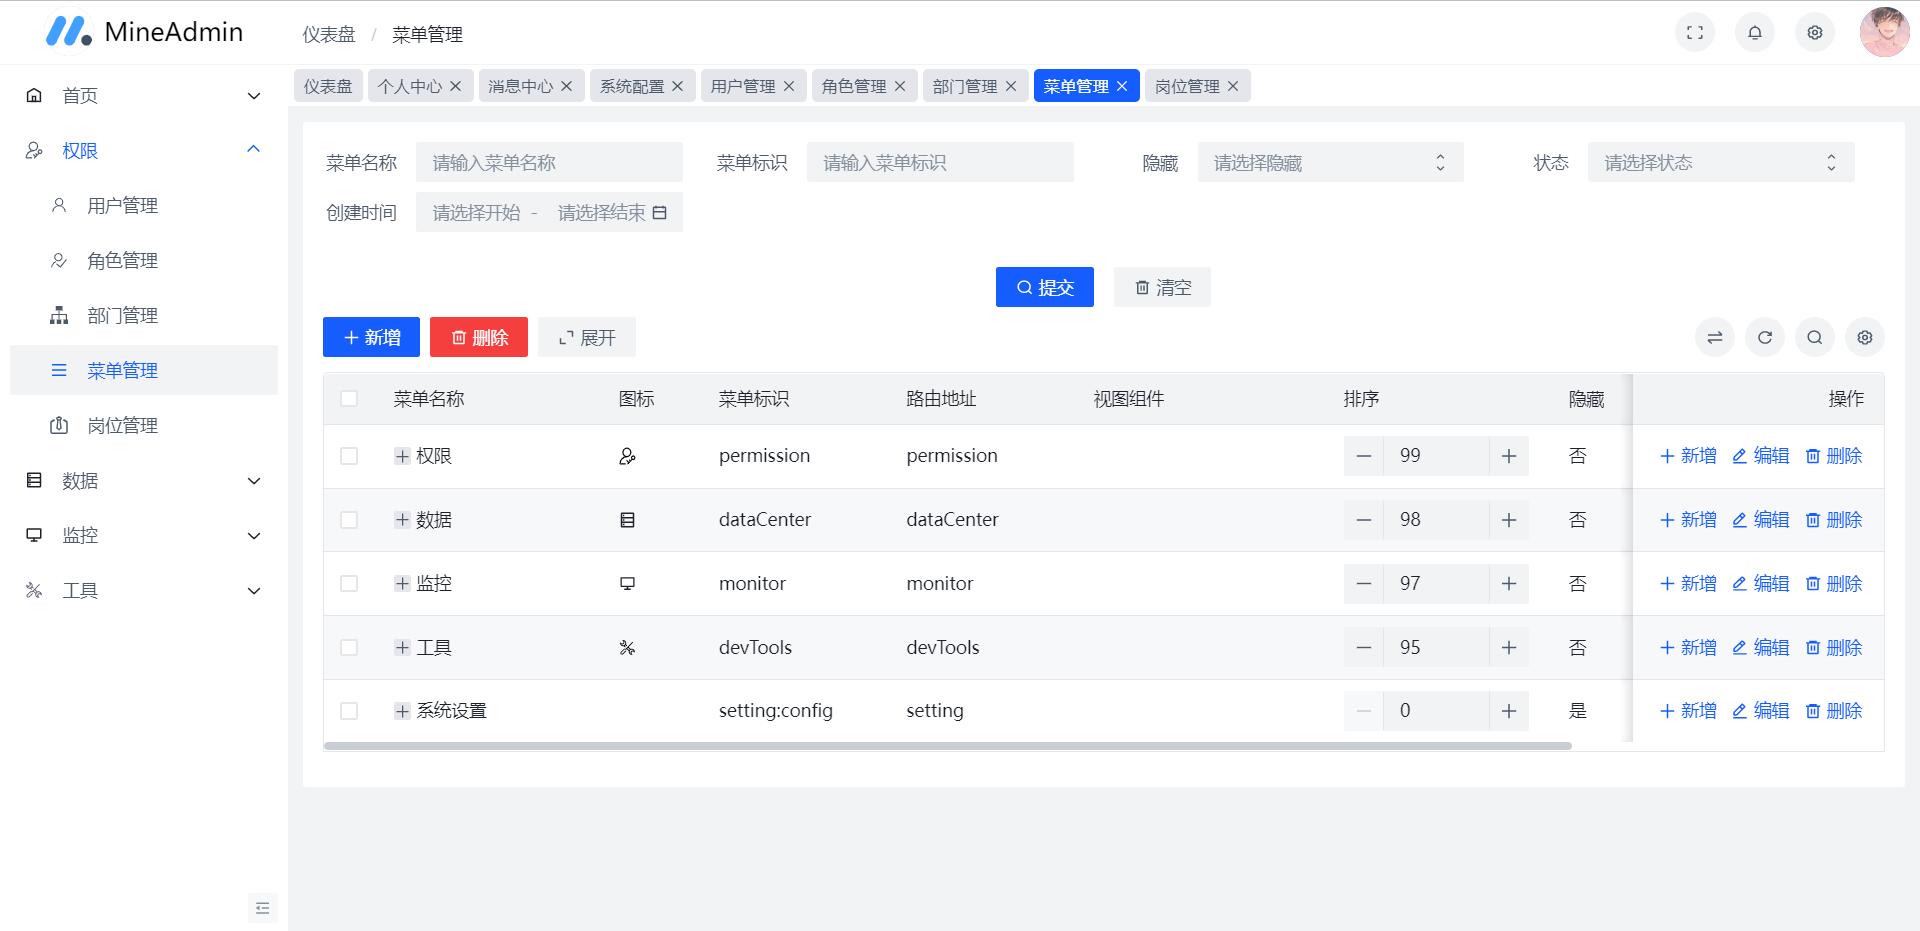 MineAdmin
仪表盘 / 菜单管理
仪表盘 个人中心 消息中心 系统配置 用户管理 角色管理 部门管理 菜单管理 岗位管理
首页
权限
用户管理
角色管理
部门管理
菜单管理
岗位管理
数据
监控
工具
菜单名称 请输入菜单名称 菜单标识 请输入菜单标识 隐藏 请选择隐藏 状态 请选择状态
创建时间 请选择开始 - 请选择结束
提交 清空
新增 删除 展开
菜单名称 图标 菜单标识 路由地址 视图组件 排序 隐藏 操作
权限 permission permission 99 否 新增 编辑 删除
数据 dataCenter dataCenter 98 否 新增 编辑 删除
监控 monitor monitor 97 否 新增 编辑 删除
工具 devTools devTools 95 否 新增 编辑 删除
系统设置 setting:config setting 0 是 新增 编辑 删除